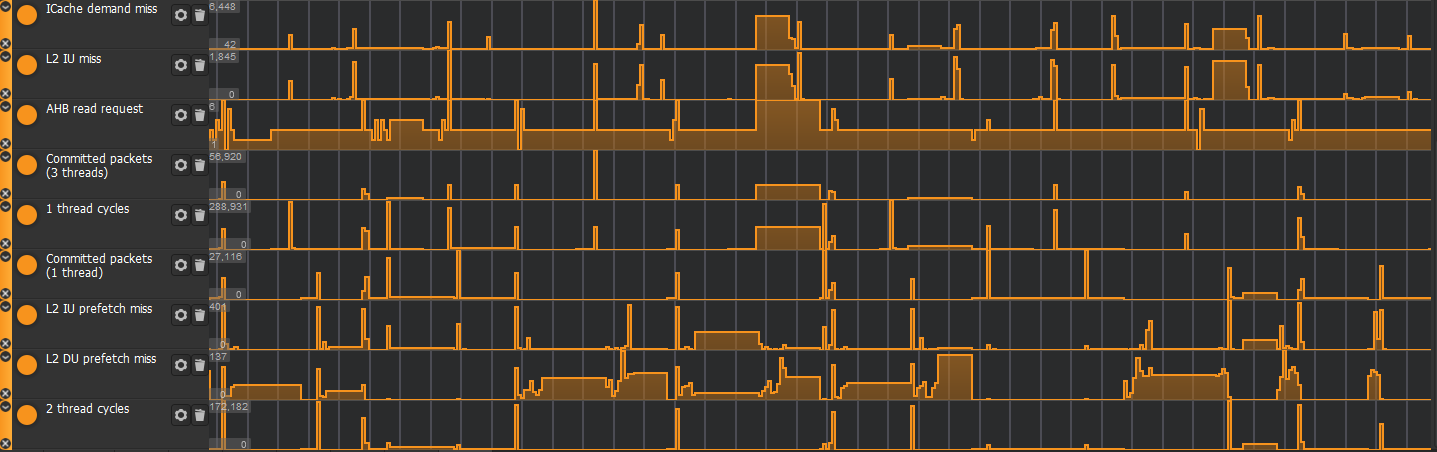 ICache demand miss
6,448
42
L2 IU miss
1,845
0
AHB read request
6
1
Committed packets
(3 threads)
56,920
0
1 thread cycles
288,931
0
Committed packets
(1 thread)
27,116
0
L2 IU prefetch miss
404
0
L2 DU prefetch miss
137
0
2 thread cycles
172,182
0